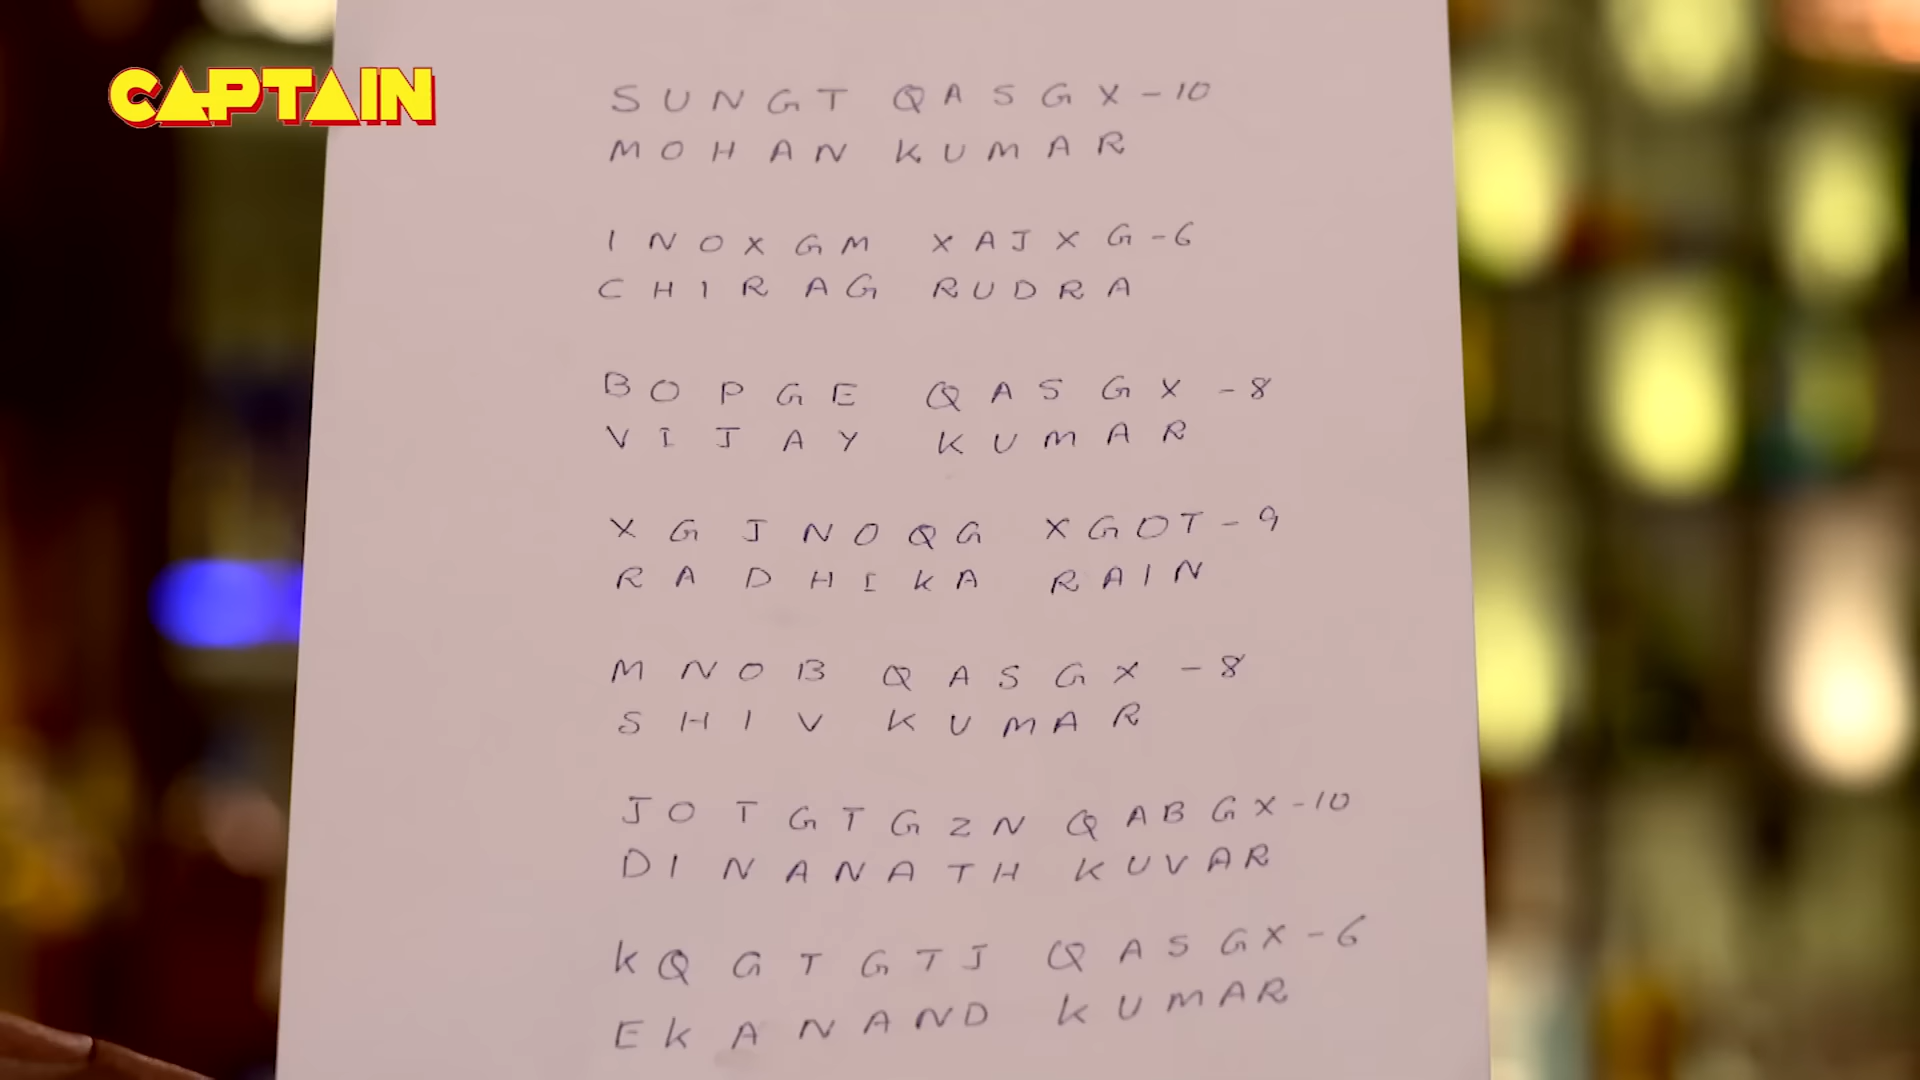 CAPTAIN
SUNGT QASGX-10
MOHAN KUMAR
INOXGM XAJXG-6
CHIRAG RUDRA
BOPGE QASGX-8
VIJAY KUMAR
XGJNOQG XGOT-9
RADHIKA RAIN
MNOB QASGX-8
SHIV KUMAR
JOTGTGZN QABGX-10
DINANATH KUVAR
KQGTGTJ QASGX-6
EKANAND KUMAR